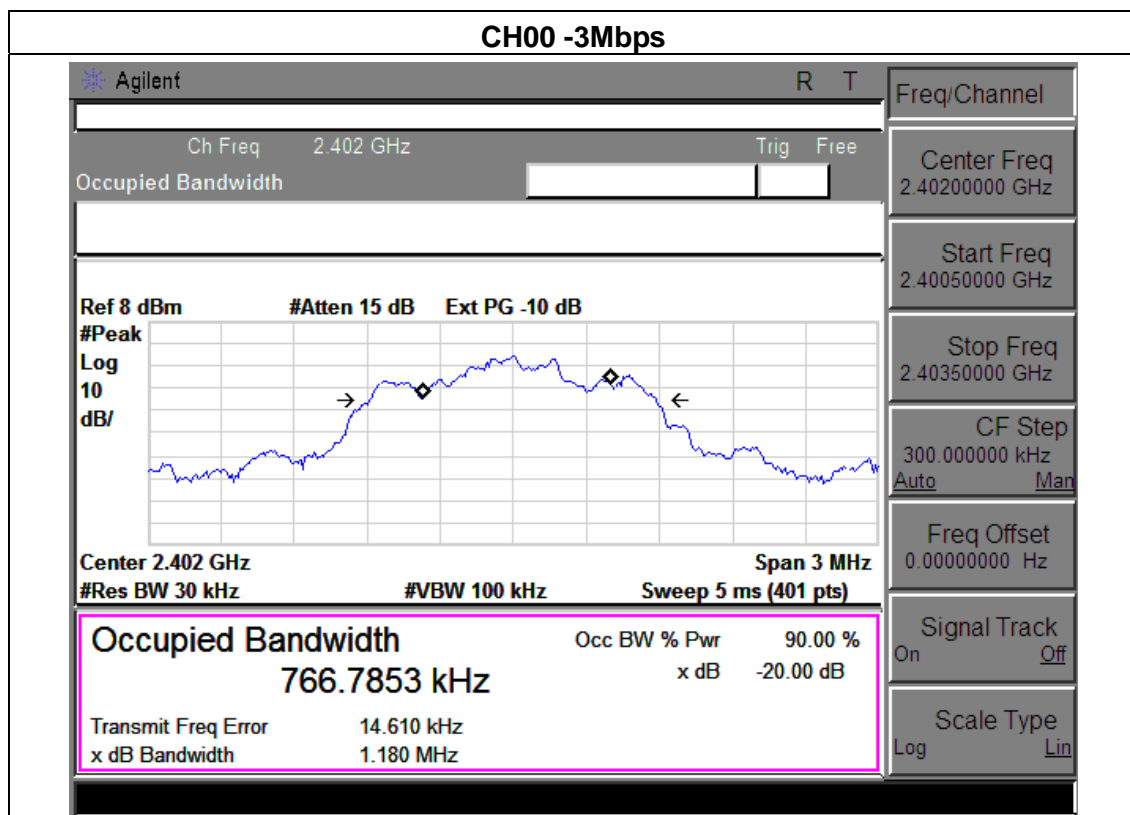 CH00 -3Mbps
Agilent R T
Ch Freq 2.402 GHz Trig Free
Occupied Bandwidth
Ref 8 dBm #Atten 15 dB Ext PG -10 dB
#Peak
Log
10
dB/
Center 2.402 GHz Span 3 MHz
#Res BW 30 kHz #VBW 100 kHz Sweep 5 ms (401 pts)
Occupied Bandwidth Occ BW % Pwr 90.00 %
766.7853 kHz x dB -20.00 dB
Transmit Freq Error 14.610 kHz
x dB Bandwidth 1.180 MHz
Freq/Channel
Center Freq
2.40200000 GHz
Start Freq
2.40050000 GHz
Stop Freq
2.40350000 GHz
CF Step
300.000000 kHz
Auto Man
Freq Offset
0.00000000 Hz
Signal Track
On Off
Scale Type
Log Lin